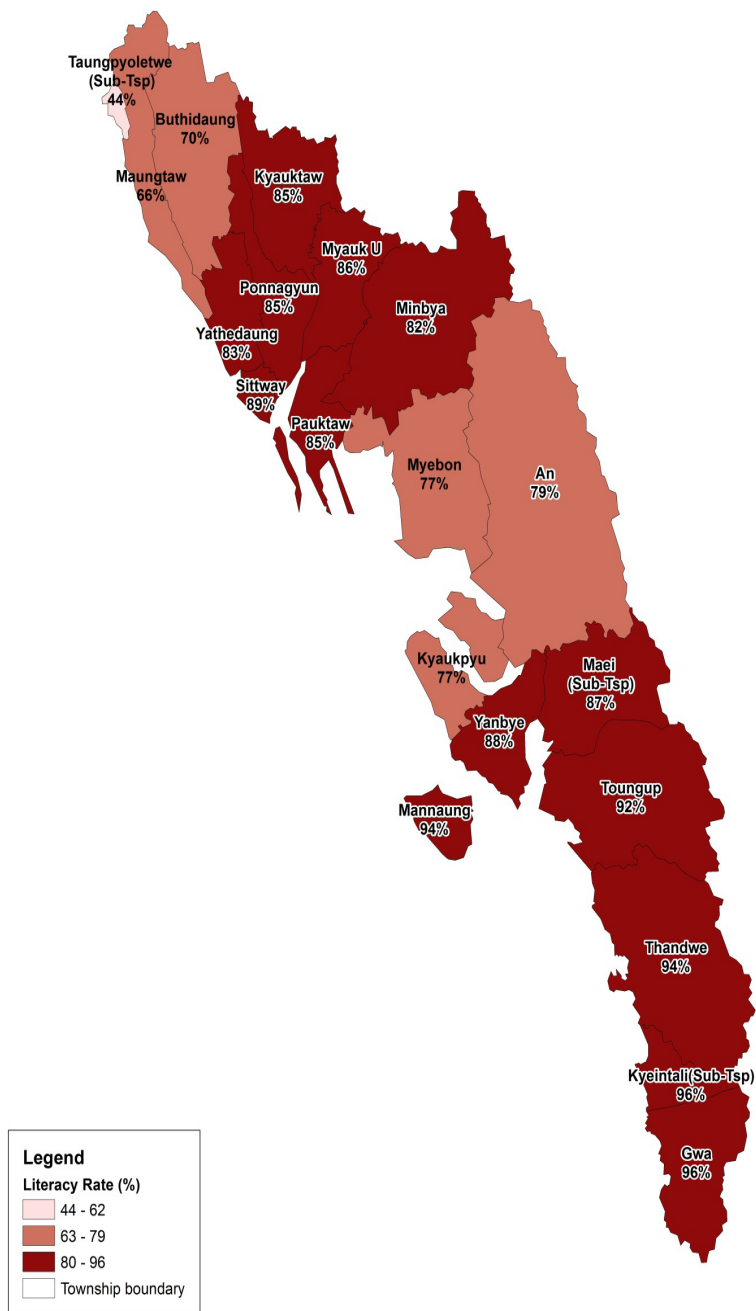 Taungpyoletwe
(Sub-Tsp)
44%
Buthidaung
70%
Maungtaw
66%
Kyauktaw
85%
Myauk U
86%
Ponnagyun
85%
Minbya
82%
Yathedaung
83%
Sittway
89%
Pauktaw
85%
Myebon
77%
An
79%
Kyaukpyu
77%
Maei
(Sub-Tsp)
87%
Yanbye
88%
Toungup
92%
Mannaung
94%
Thandwe
94%
Kyeintali(Sub-Tsp)
96%
Gwa
96%
Legend
Literacy Rate (%)
44 - 62
63 - 79
80 - 96
Township boundary